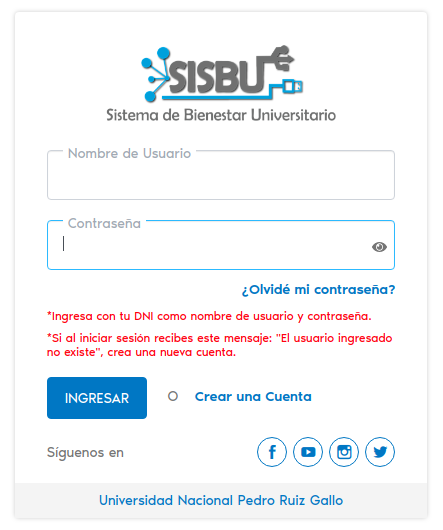 SISBU
Sistema de Bienestar Universitario
Nombre de Usuario
Contraseña
¿Olvidé mi contraseña?
*Ingresa con tu DNI como nombre de usuario y contraseña.
*Si al iniciar sesión recibes este mensaje: "El usuario ingresado
no existe", crea una nueva cuenta.
INGRESAR O Crear una Cuenta
Síguenos en
Universidad Nacional Pedro Ruiz Gallo